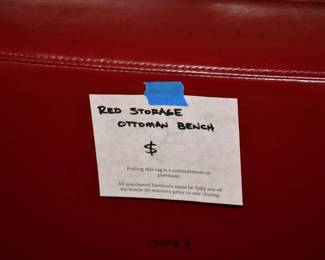 RED STORAGE
OTTOMAN BENCH
$
Pulling this tag is a commitment to
purchase.
All purchased furniture must be fully out of
the house 30 minutes prior to sale closing